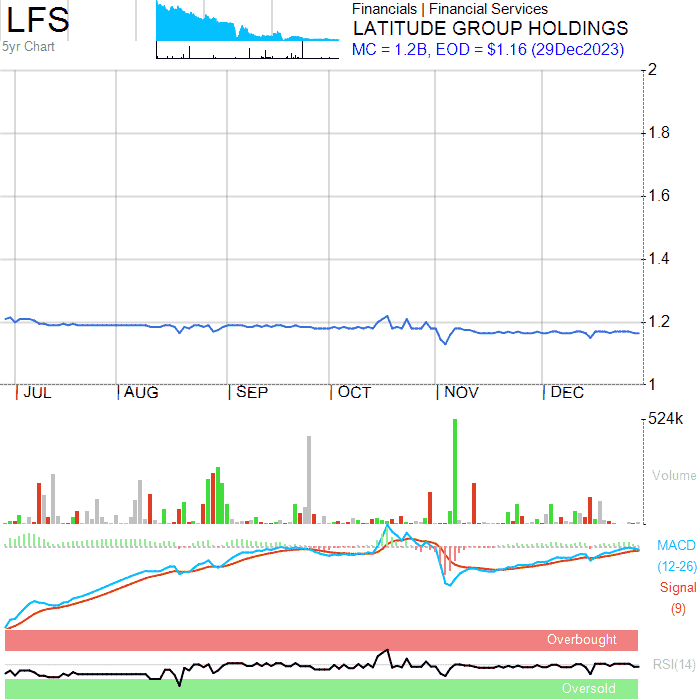 LFS
5yr Chart
Financials | Financial Services
LATITUDE GROUP HOLDINGS
MC = 1.2B, EOD = $1.16 (29Dec2023)
2
1.8
1.6
1.4
1.2
1
JUL AUG SEP OCT NOV DEC
524k
Volume
MACD
(12-26)
Signal
(9)
Overbought
RSI(14)
Oversold